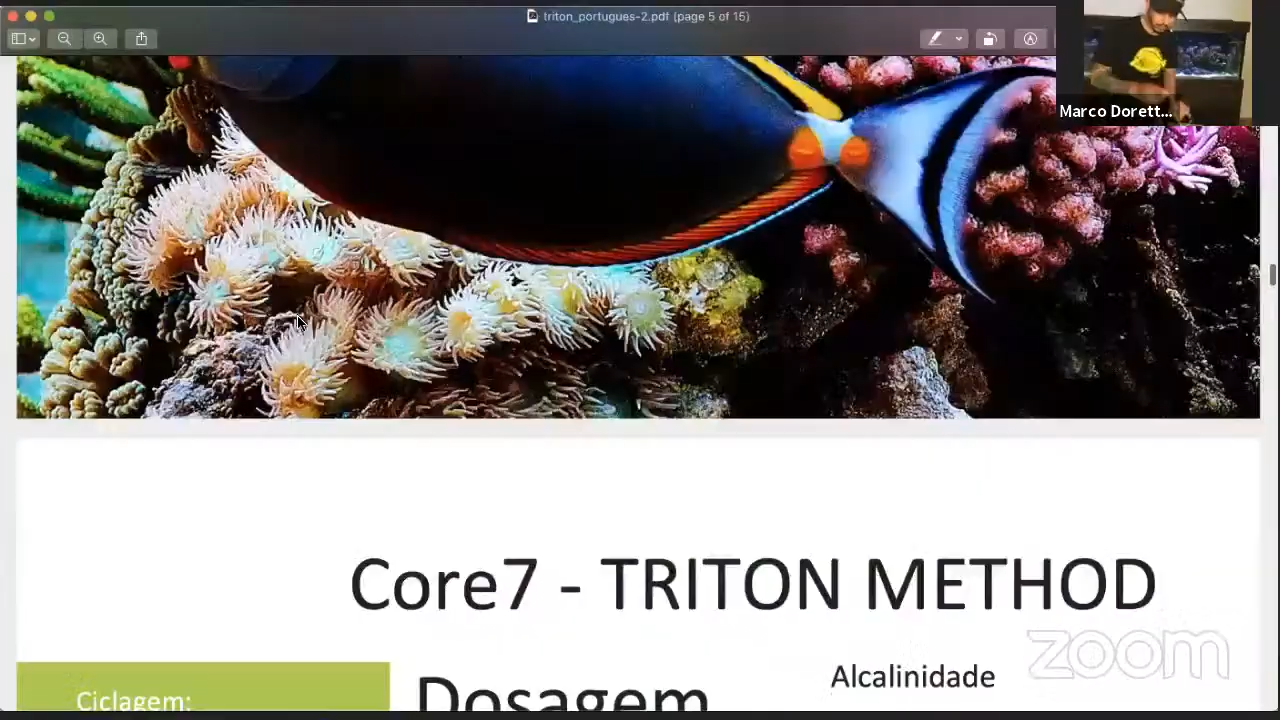 triton_portugues-2.pdf (page 5 of 15)
Marco Dorett...
Core7 - TRITON METHOD
Alcalinidade
Ciclagem:
Dosagem
zoom